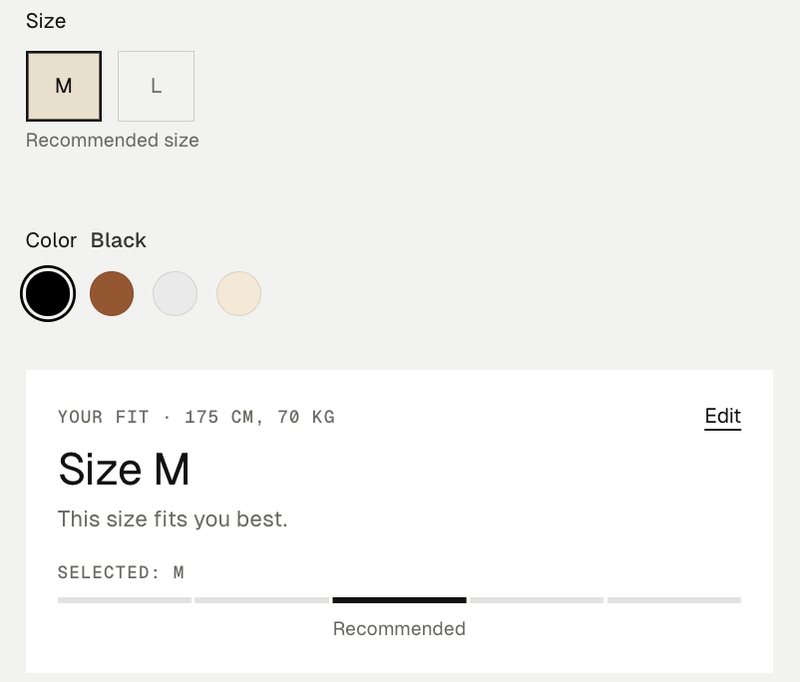 Size
M L
Recommended size
Color Black
YOUR FIT · 175 CM, 70 KG Edit
Size M
This size fits you best.
SELECTED: M
Recommended